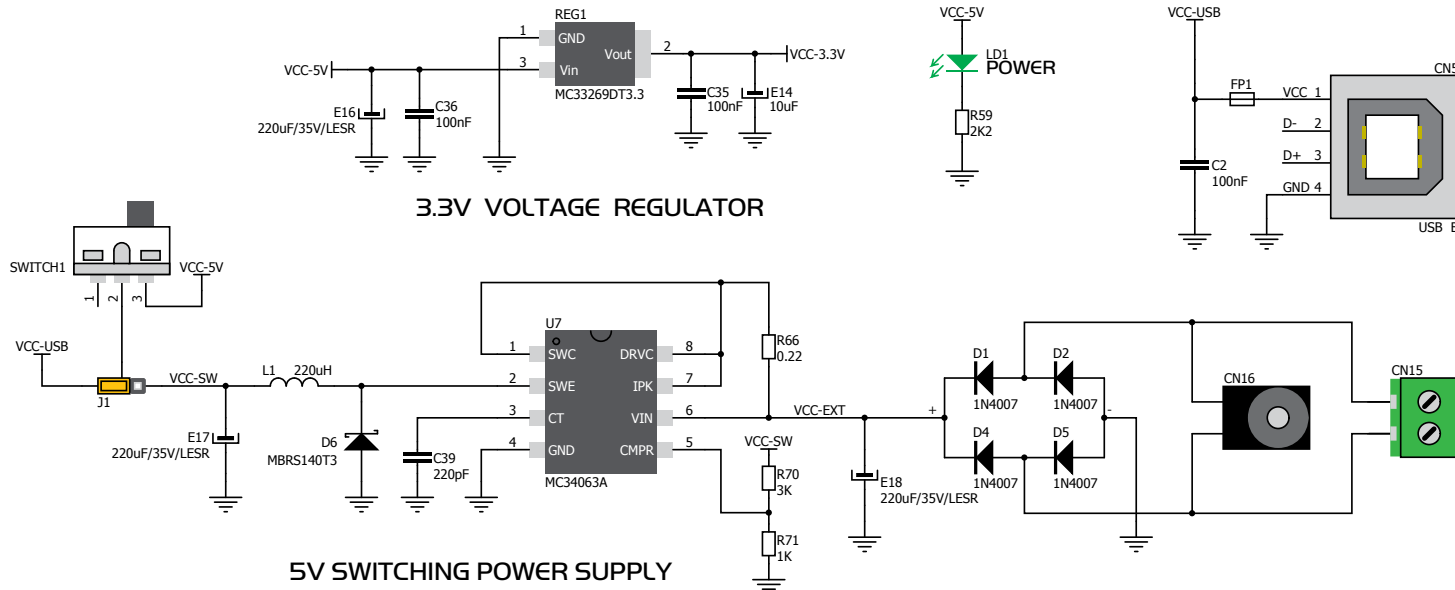 REG1
1
GND
Vout
2
VCC-5V
3
Vin
VCC-3.3V
MC33269DT3.3
E16
220uF/35V/LESR
C36
100nF
C35
100nF
E14
10uF
3.3V VOLTAGE REGULATOR
VCC-5V
LD1
POWER
R59
2K2
VCC-USB
CN5
FP1
VCC 1
D- 2
D+ 3
GND 4
C2
100nF
USB B
SWITCH1
1
2
3
VCC-5V
VCC-USB
J1
VCC-SW
L1 220uH
E17
220uF/35V/LESR
D6
MBRS140T3
C39
220pF
U7
1 SWC DRVC 8
2 SWE IPK 7
3 CT VIN 6
4 GND CMPR 5
MC34063A
R66
0.22
VCC-SW
R70
3K
R71
1K
VCC-EXT
E18
220uF/35V/LESR
+
-
D1
1N4007
D2
1N4007
D4
1N4007
D5
1N4007
CN16
CN15
5V SWITCHING POWER SUPPLY